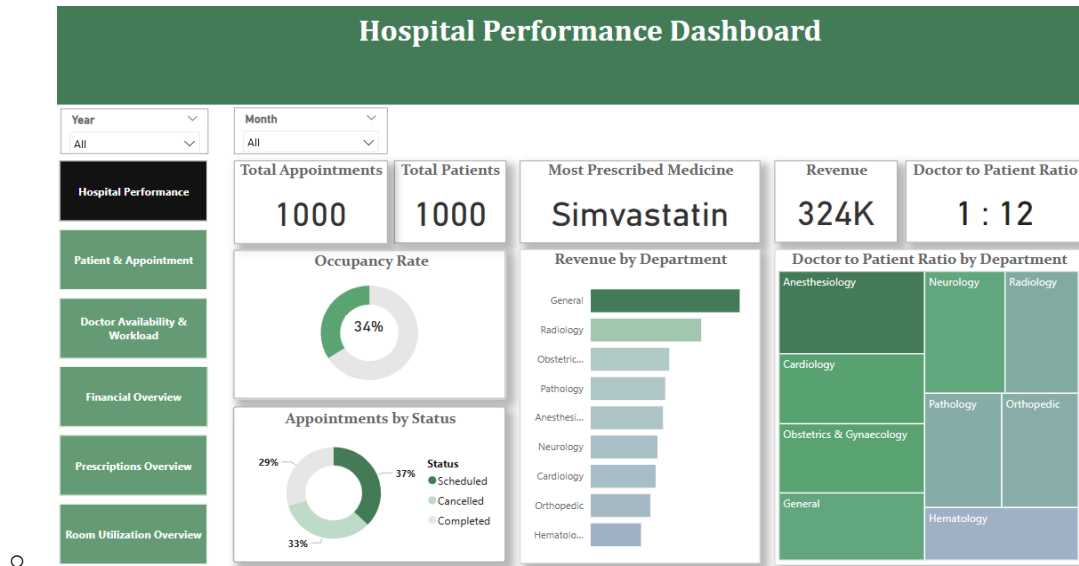 Hospital Performance Dashboard
Year
All
Month
All
Hospital Performance
Patient & Appointment
Doctor Availability &
Workload
Financial Overview
Prescriptions Overview
Room Utilization Overview
Total Appointments
1000
Total Patients
1000
Most Prescribed Medicine
Simvastatin
Revenue
324K
Doctor to Patient Ratio
1 : 12
Occupancy Rate
34%
Appointments by Status
29%
37%
33%
Status
Scheduled
Cancelled
Completed
Revenue by Department
General
Radiology
Obstetric...
Pathology
Anesthesi...
Neurology
Cardiology
Orthopedic
Hematolo...
Doctor to Patient Ratio by Department
Anesthesiology
Cardiology
Obstetrics & Gynaecology
General
Neurology
Radiology
Pathology
Orthopedic
Hematology